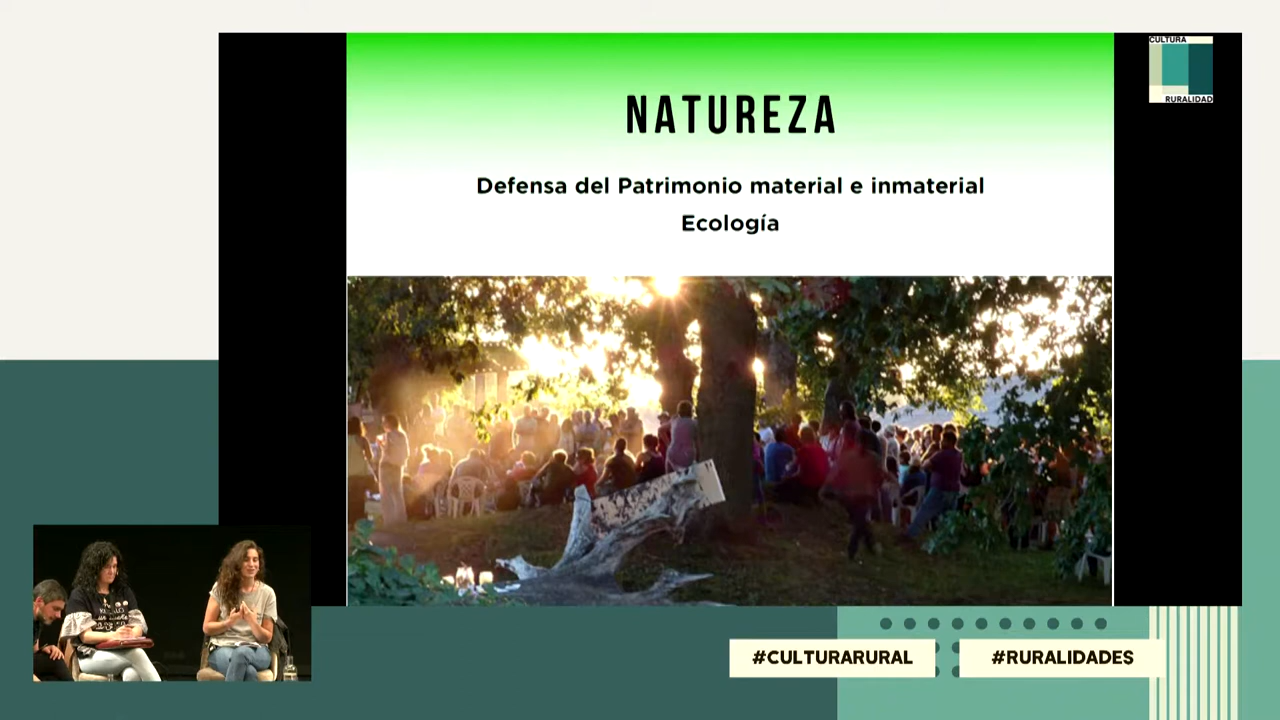 CULTURA
RURALIDAD
NATUREZA
Defensa del Patrimonio material e inmaterial
Ecología
#CULTURARURAL
#RURALIDADES